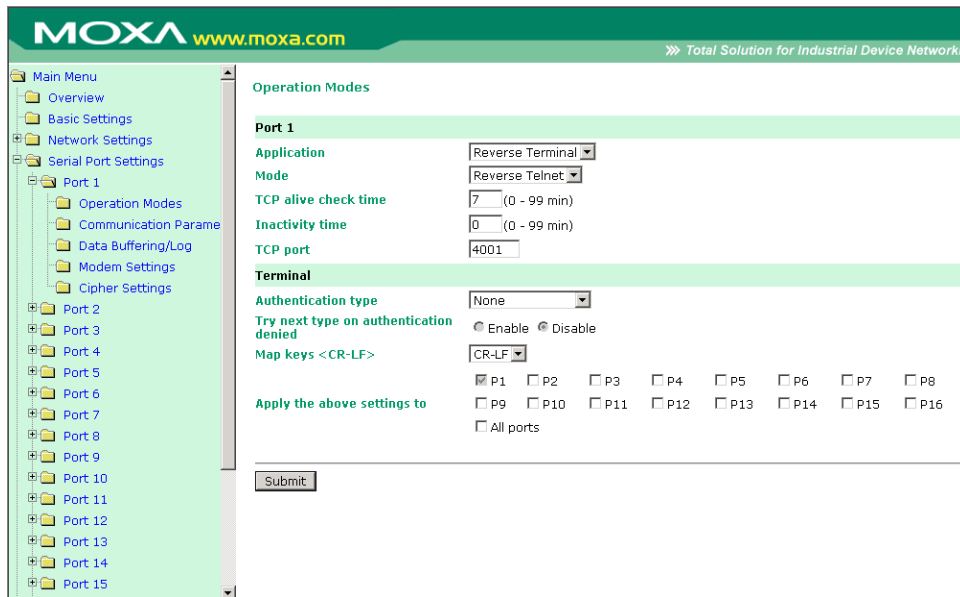 MOXA www.moxa.com
Total Solution for Industrial Device Network
Main Menu
Overview
Basic Settings
Network Settings
Serial Port Settings
Port 1
Operation Modes
Communication Parame
Data Buffering/Log
Modem Settings
Cipher Settings
Port 2
Port 3
Port 4
Port 5
Port 6
Port 7
Port 8
Port 9
Port 10
Port 11
Port 12
Port 13
Port 14
Port 15
Operation Modes
Port 1
Application Reverse Terminal
Mode Reverse Telnet
TCP alive check time 7 (0 - 99 min)
Inactivity time 0 (0 - 99 min)
TCP port 4001
Terminal
Authentication type None
Try next type on authentication
denied Enable Disable
Map keys <CR-LF> CR-LF
P1 P2 P3 P4 P5 P6 P7 P8
Apply the above settings to P9 P10 P11 P12 P13 P14 P15 P16
All ports
Submit